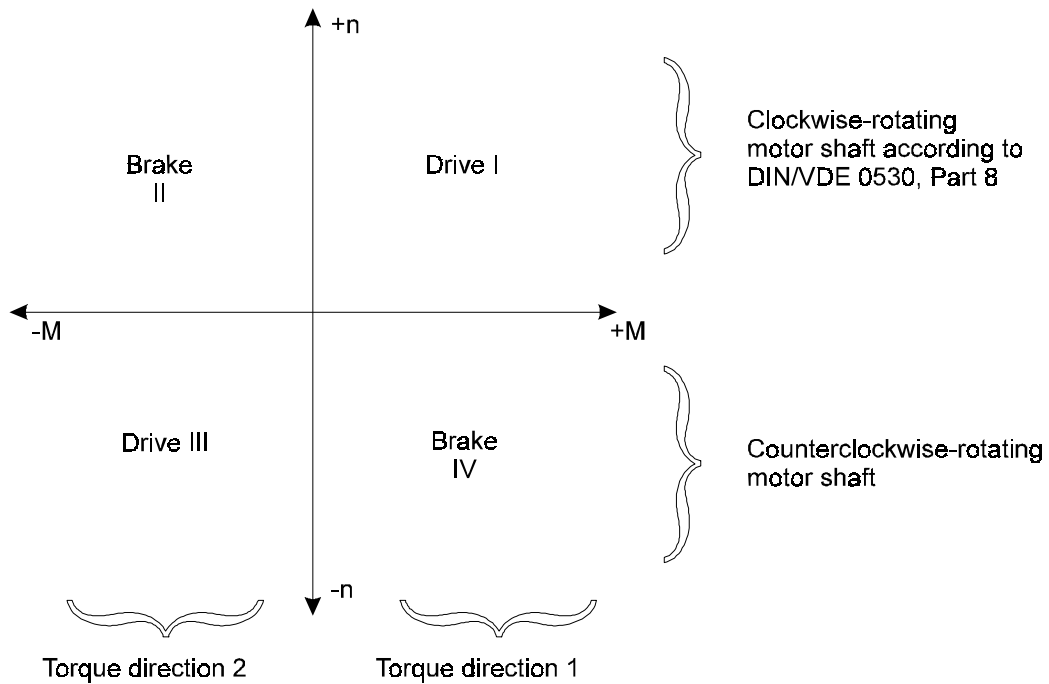 +n
Clockwise-rotating
motor shaft according to
DIN/VDE 0530, Part 8
Brake
II
Drive I
-M
+M
Drive III
Brake
IV
Counterclockwise-rotating
motor shaft
-n
Torque direction 2
Torque direction 1